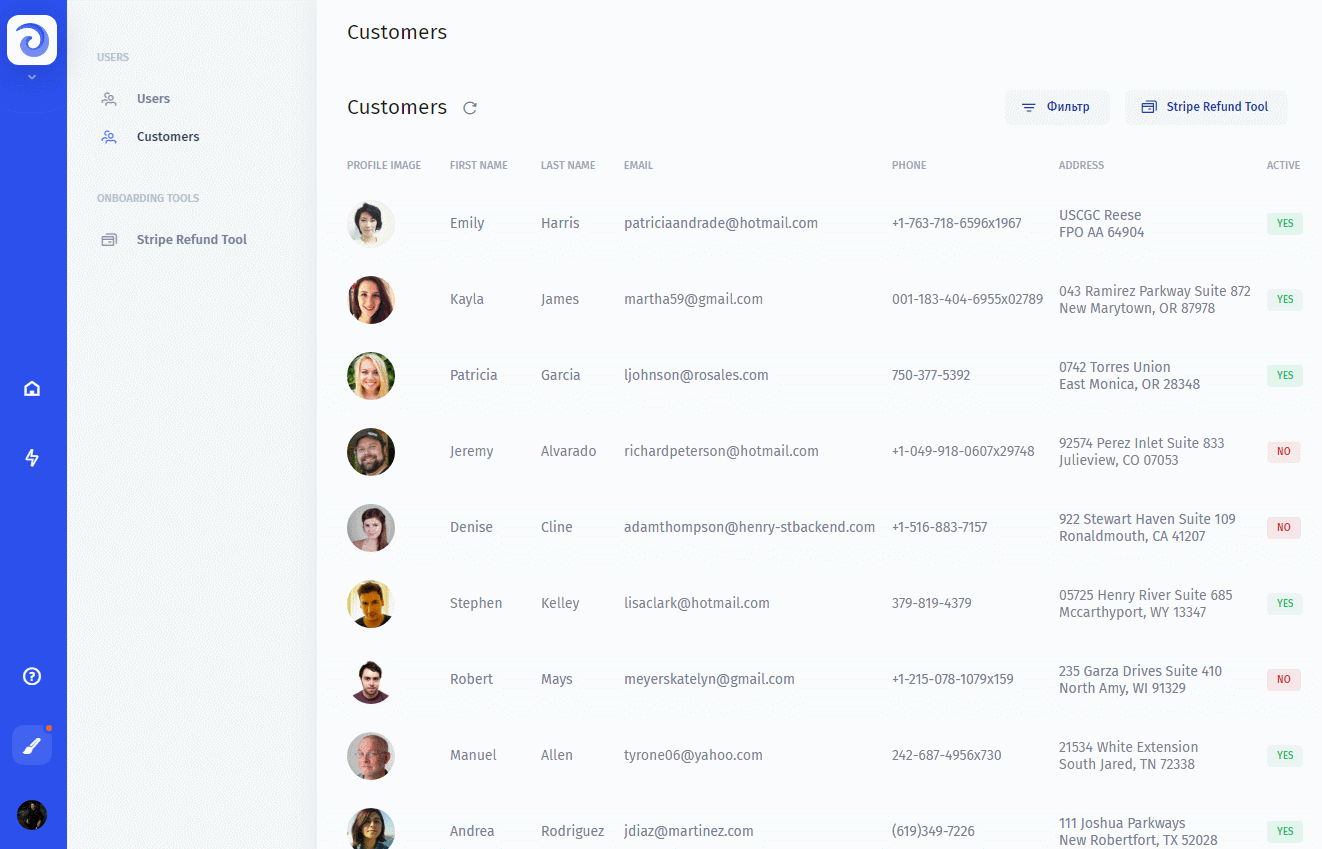 Customers
USERS
Users
Customers
ONBOARDING TOOLS
Stripe Refund Tool
Customers
Фильтр
Stripe Refund Tool
PROFILE IMAGE FIRST NAME LAST NAME EMAIL PHONE ADDRESS ACTIVE
Emily Harris patriciaandrade@hotmail.com +1-763-718-6596x1967 USCGC Reese
FPO AA 64904
YES
Kayla James martha59@gmail.com 001-183-404-6955x02789 043 Ramirez Parkway Suite 872
New Marytown, OR 87978
YES
Patricia Garcia ljohnson@rosales.com 750-377-5392 0742 Torres Union
East Monica, OR 28348
YES
Jeremy Alvarado richardpeterson@hotmail.com +1-049-918-0607x29748 92574 Perez Inlet Suite 833
Julieview, CO 07053
NO
Denise Cline adamthompson@henry-stbackend.com +1-516-883-7157 922 Stewart Haven Suite 109
Ronaldmouth, CA 41207
NO
Stephen Kelley lisaclark@hotmail.com 379-819-4379 05725 Henry River Suite 685
Mccarthyport, WY 13347
YES
Robert Mays meyerskatelyn@gmail.com +1-215-078-1079x159 235 Garza Drives Suite 410
North Amy, WI 91329
NO
Manuel Allen tyrone06@yahoo.com 242-687-4956x730 21534 White Extension
South Jared, TN 72338
YES
Andrea Rodriguez jdiaz@martinez.com (619)349-7226 111 Joshua Parkways
New Robertfort, TX 52028
YES